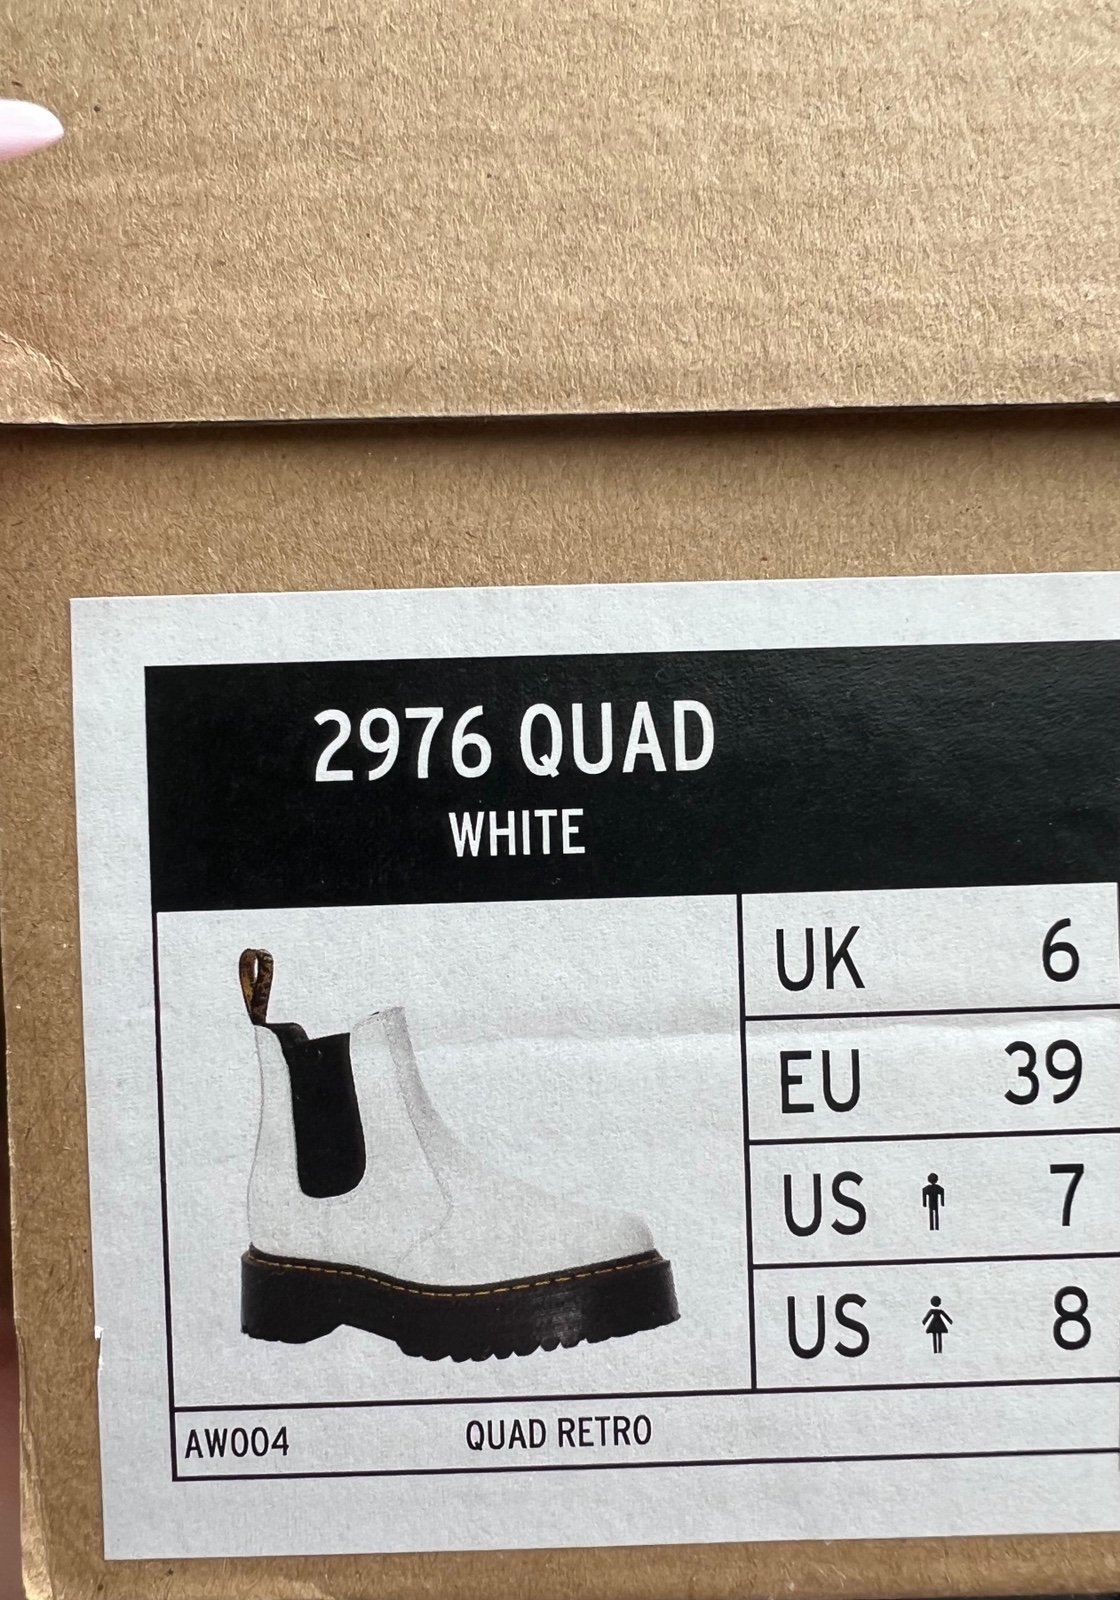 2976 QUAD
WHITE
UK 6
EU 39
US 7
US 8
AW004 QUAD RETRO